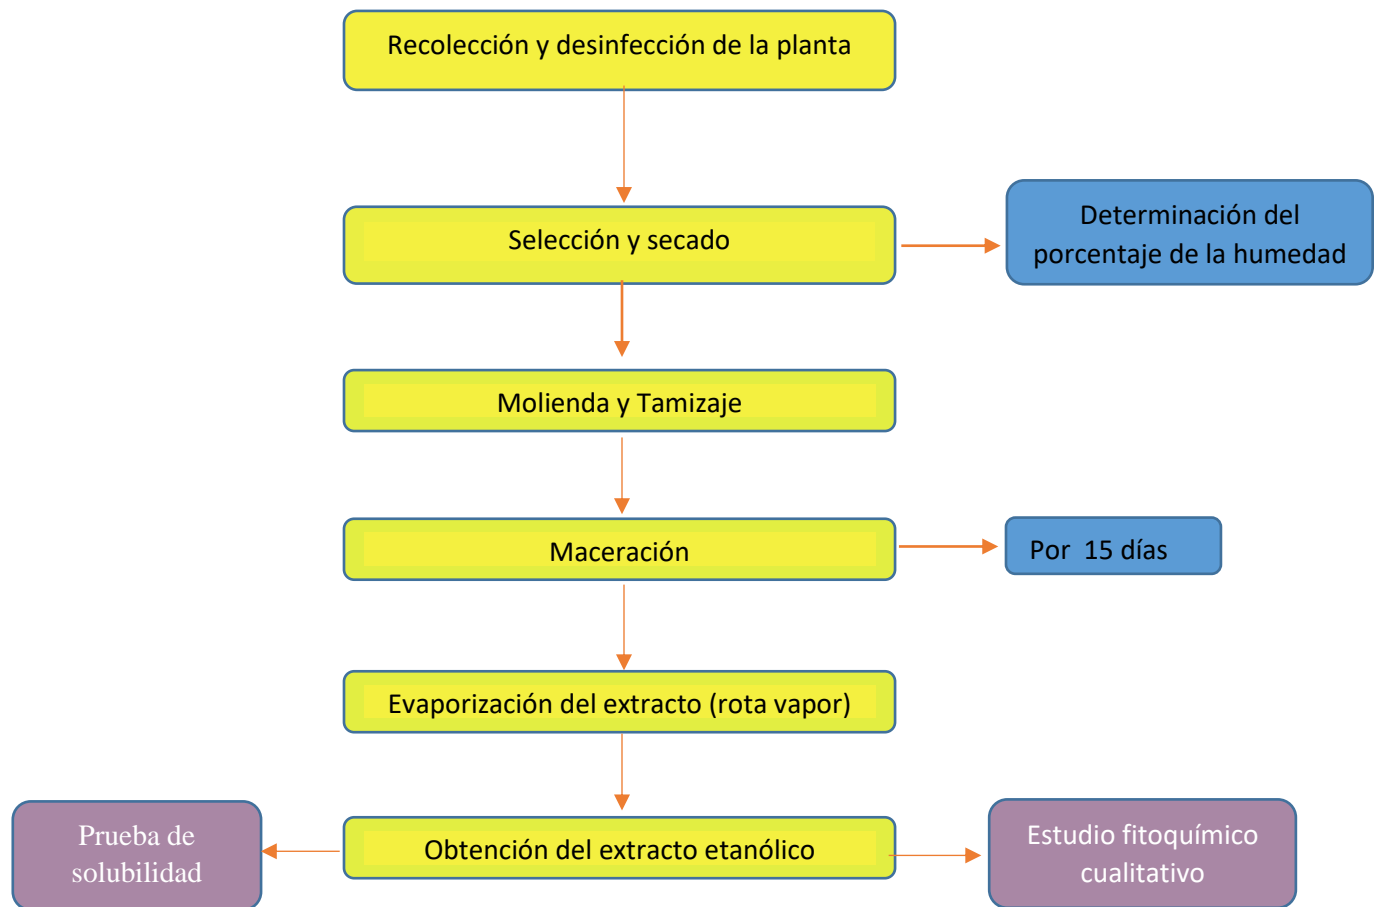 Recolección y desinfección de la planta
Selección y secado
Determinación del
porcentaje de la humedad
Molienda y Tamizaje
Maceración
Por 15 días
Evaporización del extracto (rota vapor)
Obtención del extracto etanólico
Prueba de
solubilidad
Estudio fitoquímico
cualitativo